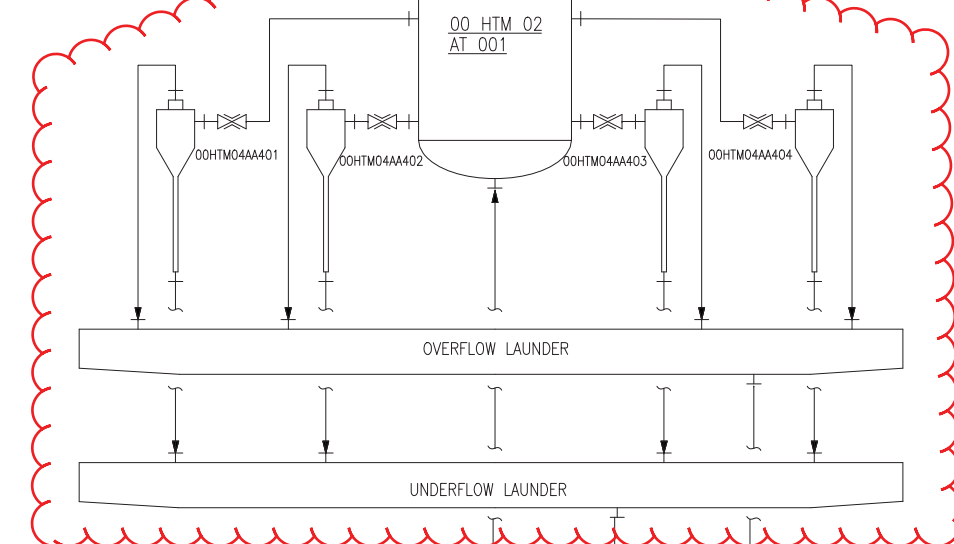 00 HTM 02
AT 001
00HTM04AA401
00HTM04AA402
00HTM04AA403
00HTM04AA404
OVERFLOW LAUNDER
UNDERFLOW LAUNDER